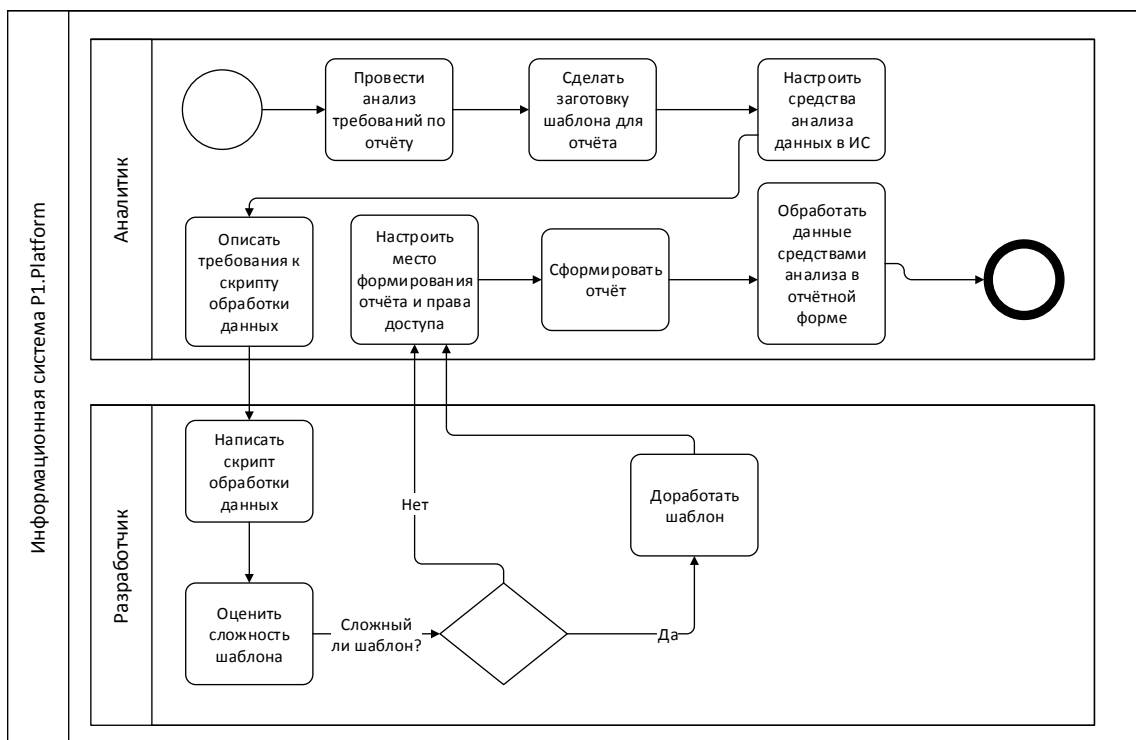 Информационная система P1.Platform
Аналитик
Провести
анализ
требований по
отчёту
Сделать
заготовку
шаблона для
отчёта
Настроить
средства
анализа
данных в ИС
Описать
требования к
скрипту
обработки
данных
Настроить
место
формирования
отчёта и права
доступа
Сформировать
отчёт
Обработать
данные
средствами
анализа в
отчётной
форме
Разработчик
Написать
скрипт
обработки
данных
Оценить
сложность
шаблона
Сложный
ли шаблон?
Нет
Да
Доработать
шаблон